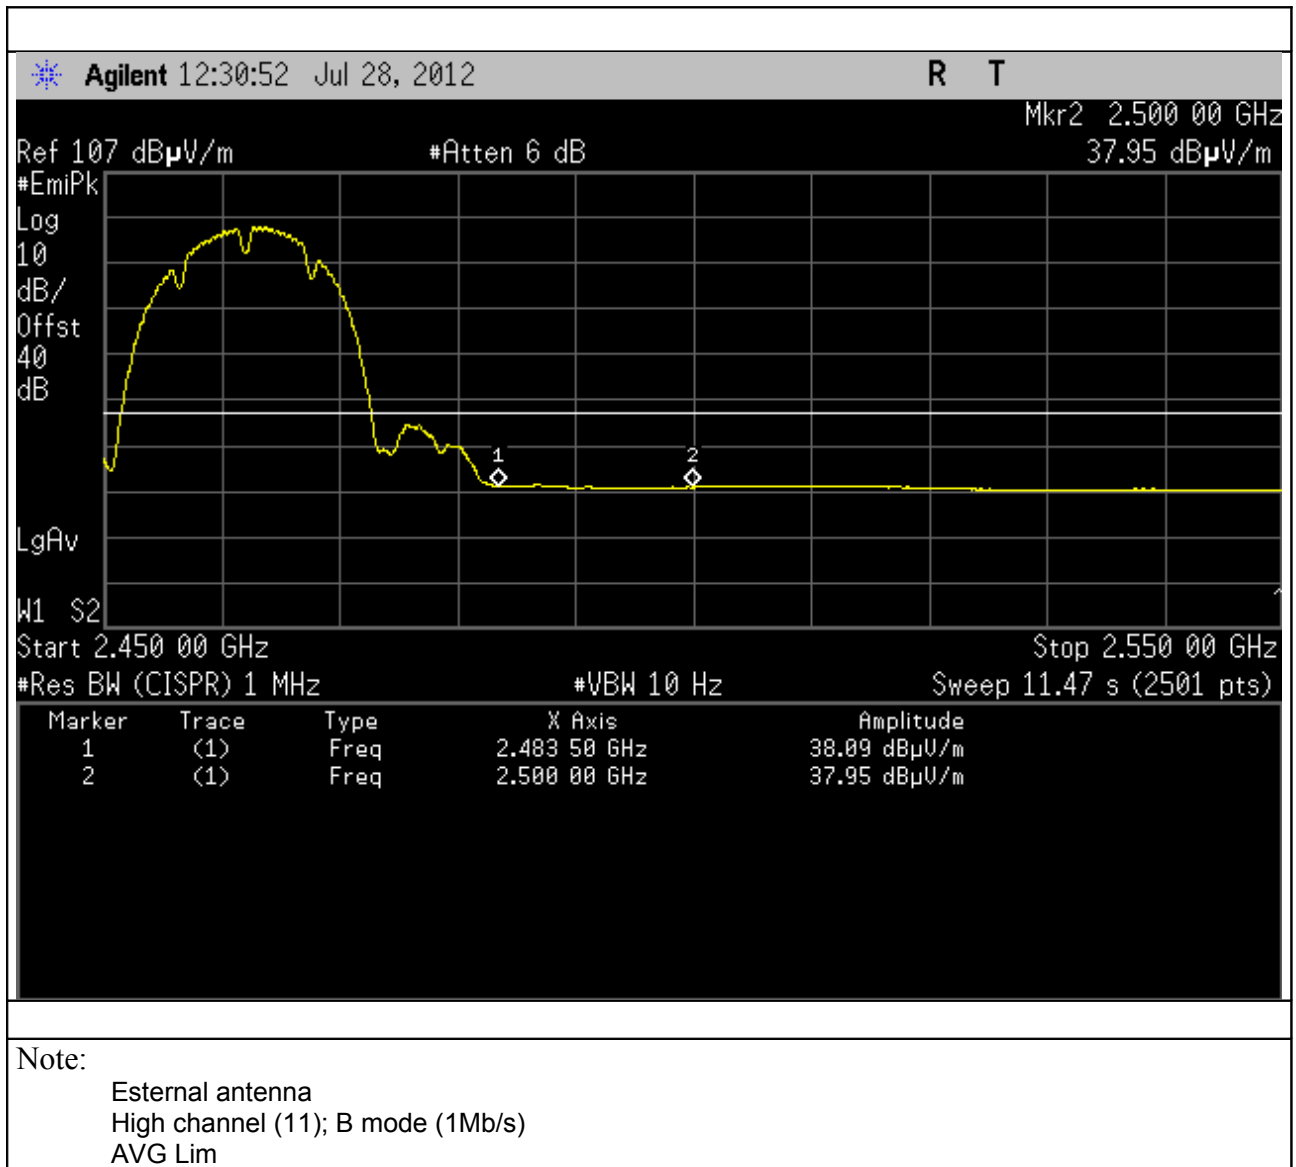 Agilent 12:30:52 Jul 28, 2012 R T
Mkr2 2.500 00 GHz
Ref 107 dBµV/m #Atten 6 dB 37.95 dBµV/m
#EmiPk
Log
10
dB/
Offst
40
dB
1 2
LgAv
W1 S2
Start 2.450 00 GHz Stop 2.550 00 GHz
#Res BW (CISPR) 1 MHz #VBW 10 Hz Sweep 11.47 s (2501 pts)
Marker Trace Type X Axis Amplitude
1 (1) Freq 2.483 50 GHz 38.09 dBµV/m
2 (1) Freq 2.500 00 GHz 37.95 dBµV/m
Note:
Esternal antenna
High channel (11); B mode (1Mb/s)
AVG Lim